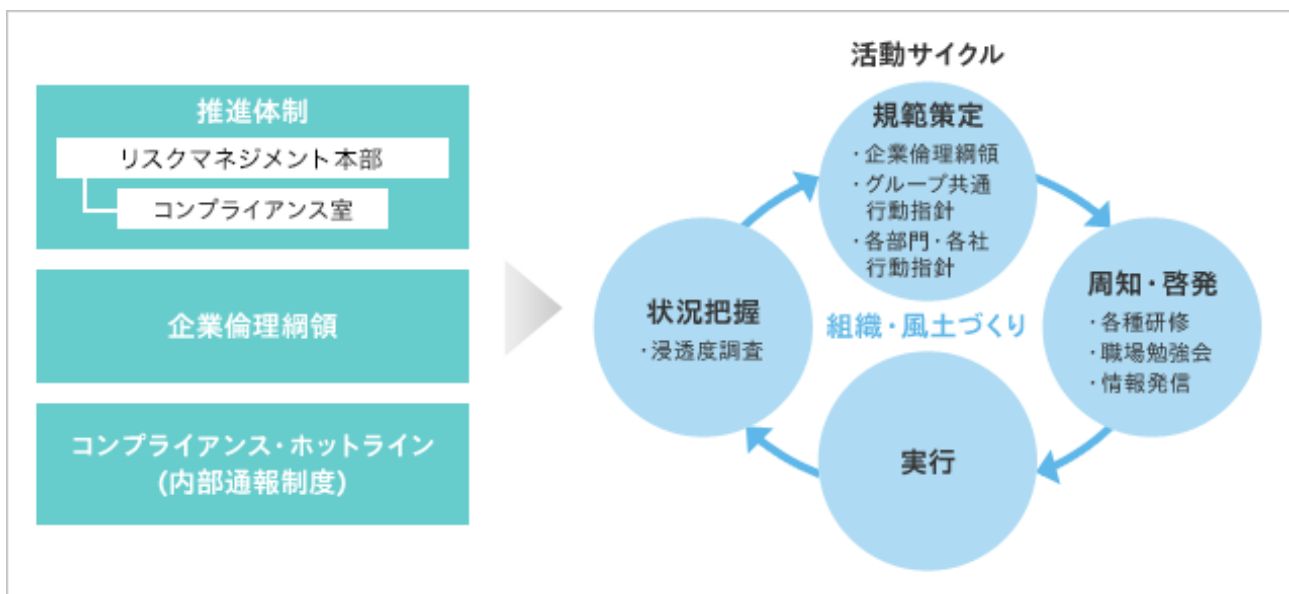 推進体制
リスクマネジメント本部
コンプライアンス室
企業倫理綱領
コンプライアンス・ホットライン
(内部通報制度)
活動サイクル
規範策定
・企業倫理綱領
・グループ共通
行動指針
・各部門・各社
行動指針
周知・啓発
・各種研修
・職場勉強会
・情報発信
実行
状況把握
・浸透度調査
組織・風土づくり